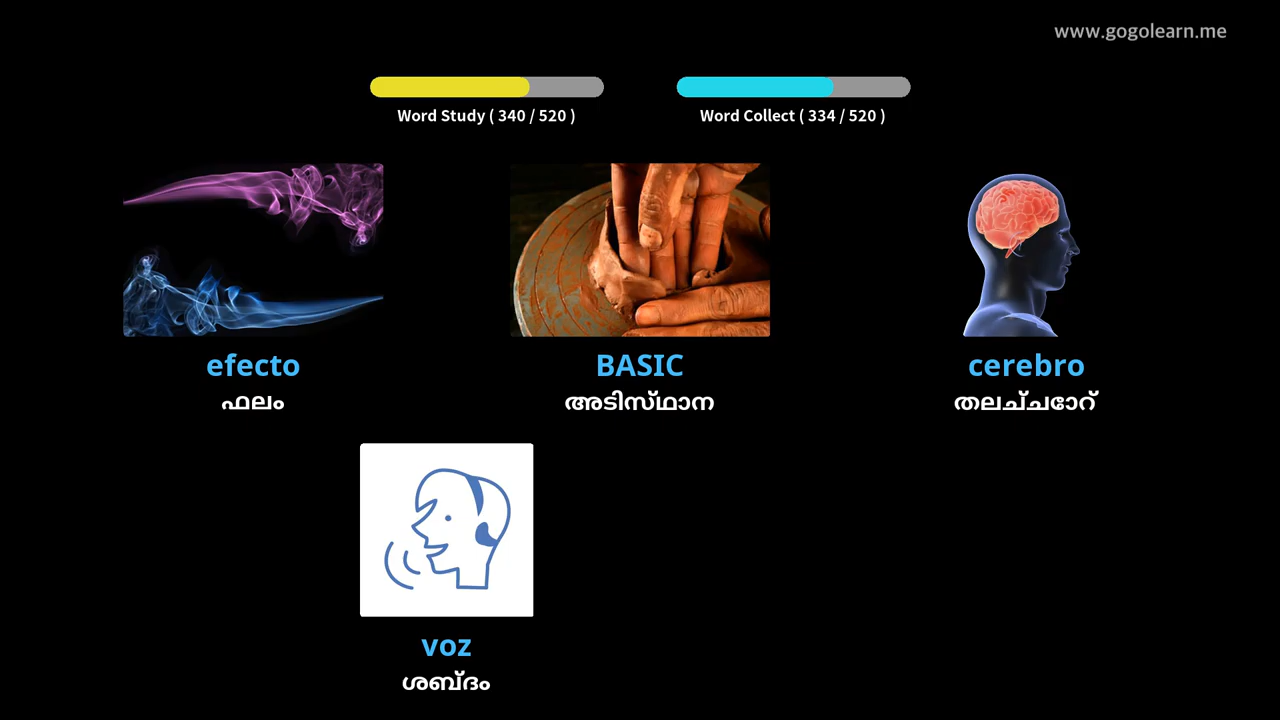 www.gogolearn.me
Word Study ( 340 / 520 )
Word Collect ( 334 / 520 )
efecto
BASIC
cerebro
ഫലം
അടിസ്ഥാന
തലച്ചോറ്
voz
ശബ്ദം